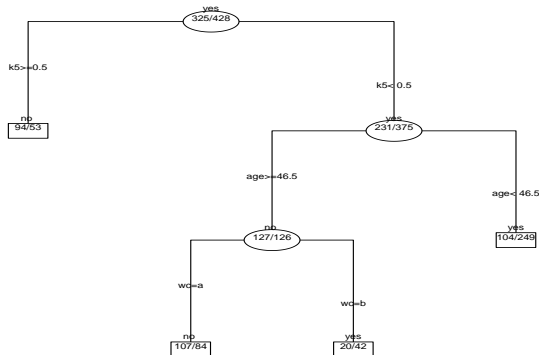 yes
325/428
k5>=0.5
k5< 0.5
no
94/53
yes
231/375
age>=46.5
age< 46.5
no
127/126
yes
104/249
wc=a
wc=b
no
107/84
yes
20/42